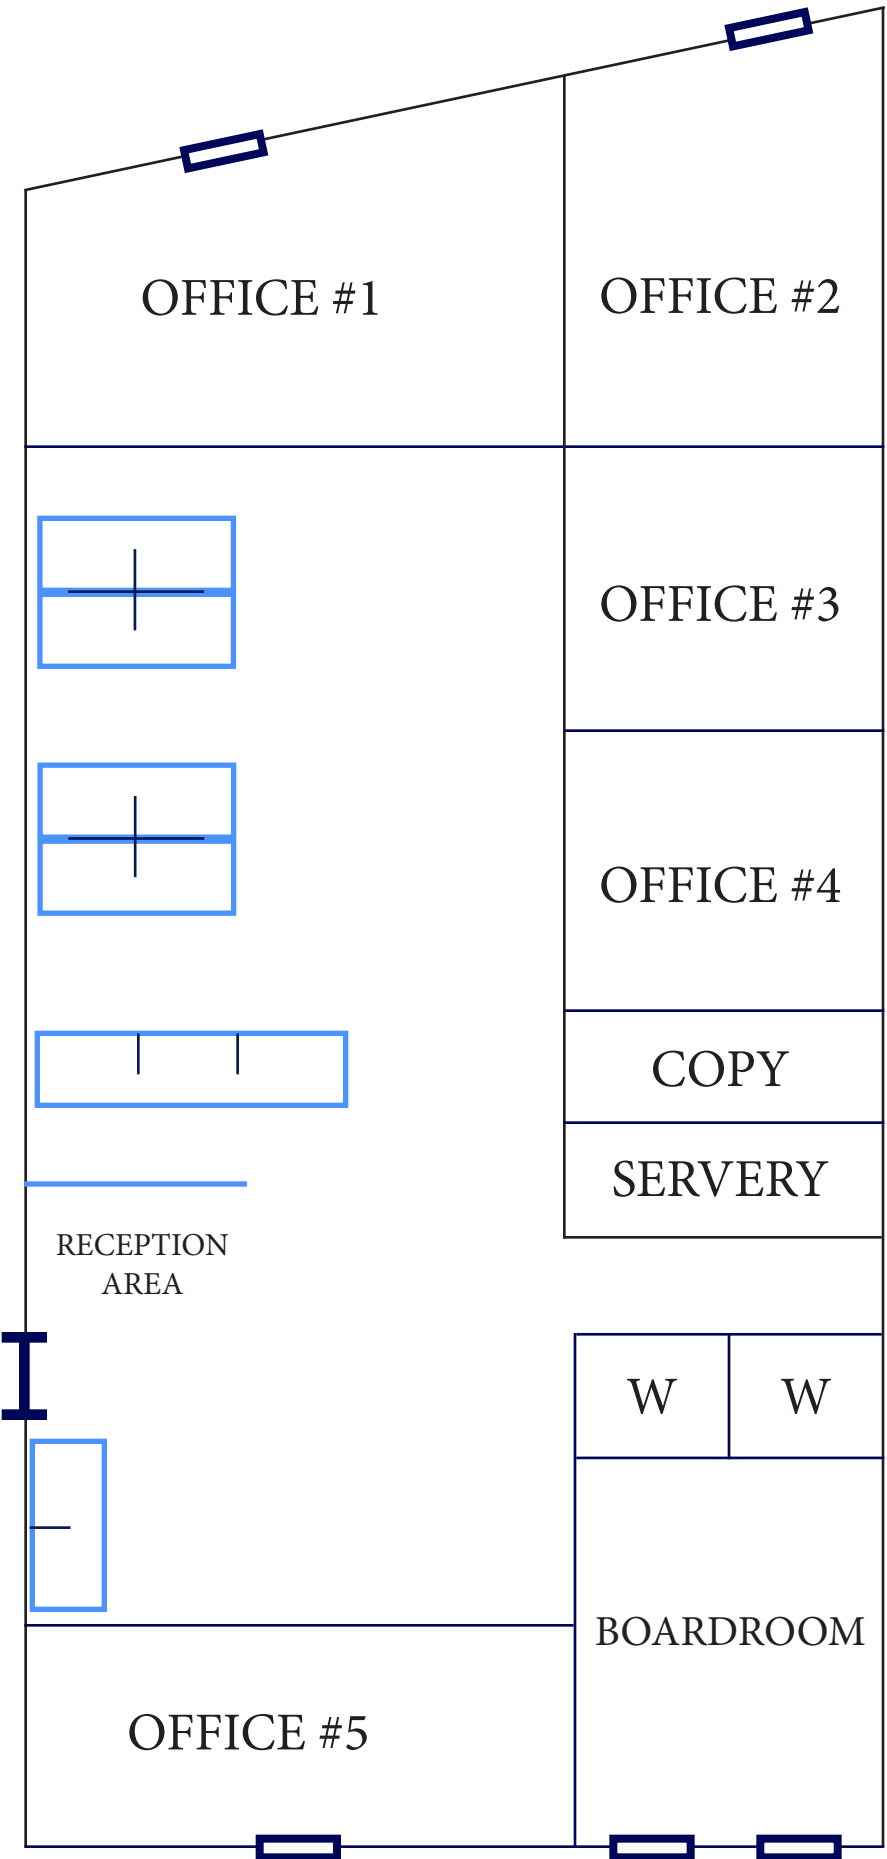 OFFICE #1
OFFICE #2
OFFICE #3
OFFICE #4
COPY
SERVERY
RECEPTION
AREA
W
W
BOARDROOM
OFFICE #5